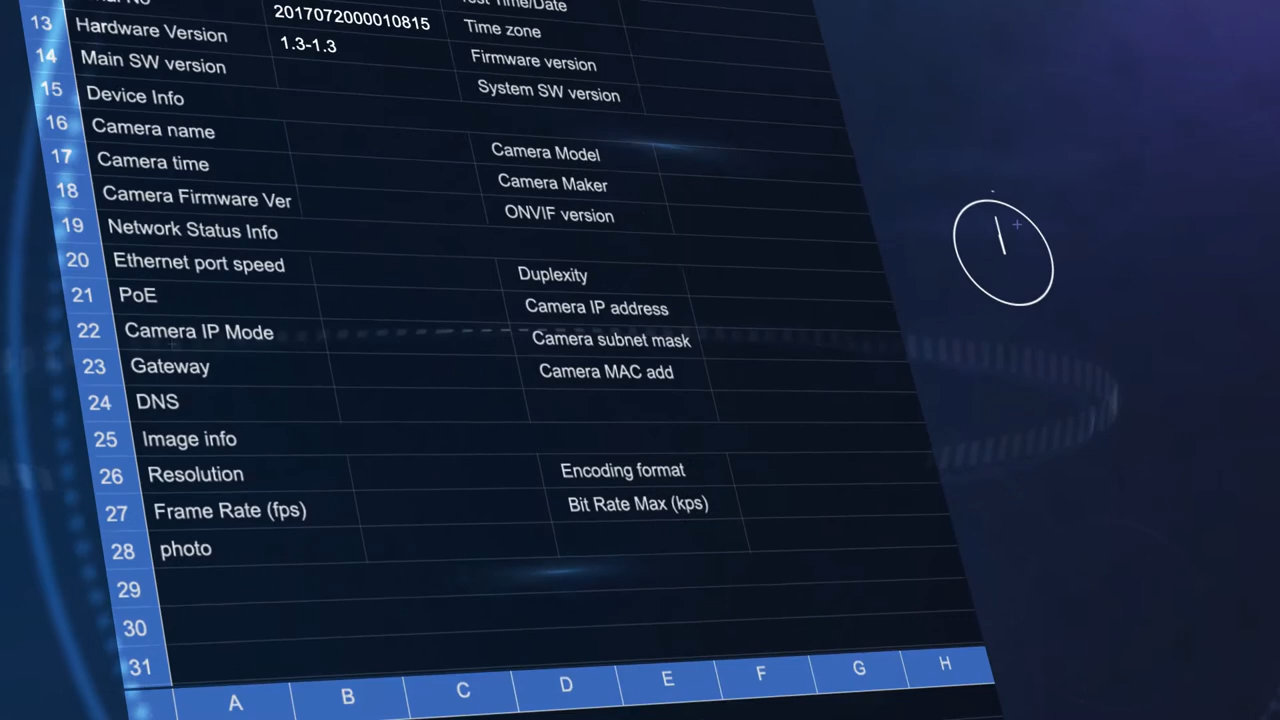 No 2017072000010815 Test Time/Date
13 Hardware Version 1.3-1.3 Time zone
14 Main SW version Firmware version
15 Device Info System SW version
16 Camera name Camera Model
17 Camera time Camera Maker
18 Camera Firmware Ver ONVIF version
19 Network Status Info
20 Ethernet port speed Duplexity
21 PoE Camera IP address
22 Camera IP Mode Camera subnet mask
23 Gateway Camera MAC add
24 DNS
25 Image info
26 Resolution Encoding format
27 Frame Rate (fps) Bit Rate Max (kps)
28 photo
29
30
31
A B C D E F G H